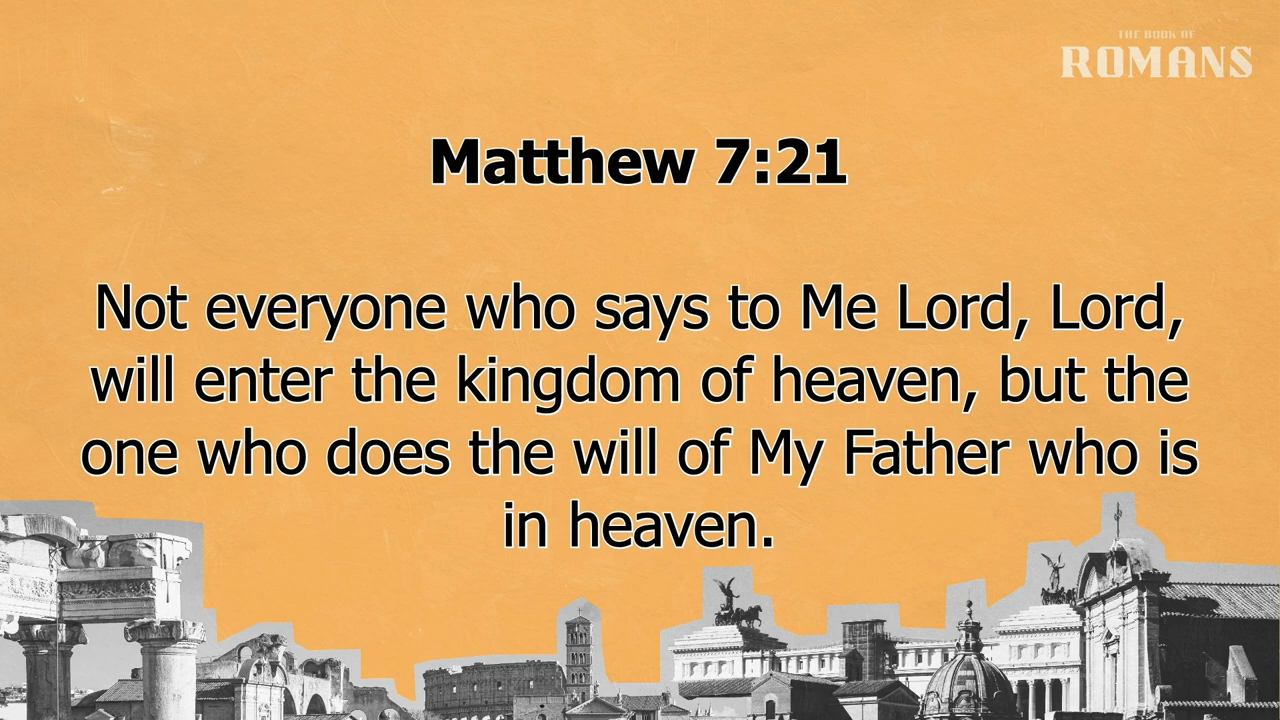 THE BOOK OF
ROMANS
Matthew 7:21
Not everyone who says to Me Lord, Lord,
will enter the kingdom of heaven, but the
one who does the will of My Father who is
in heaven.